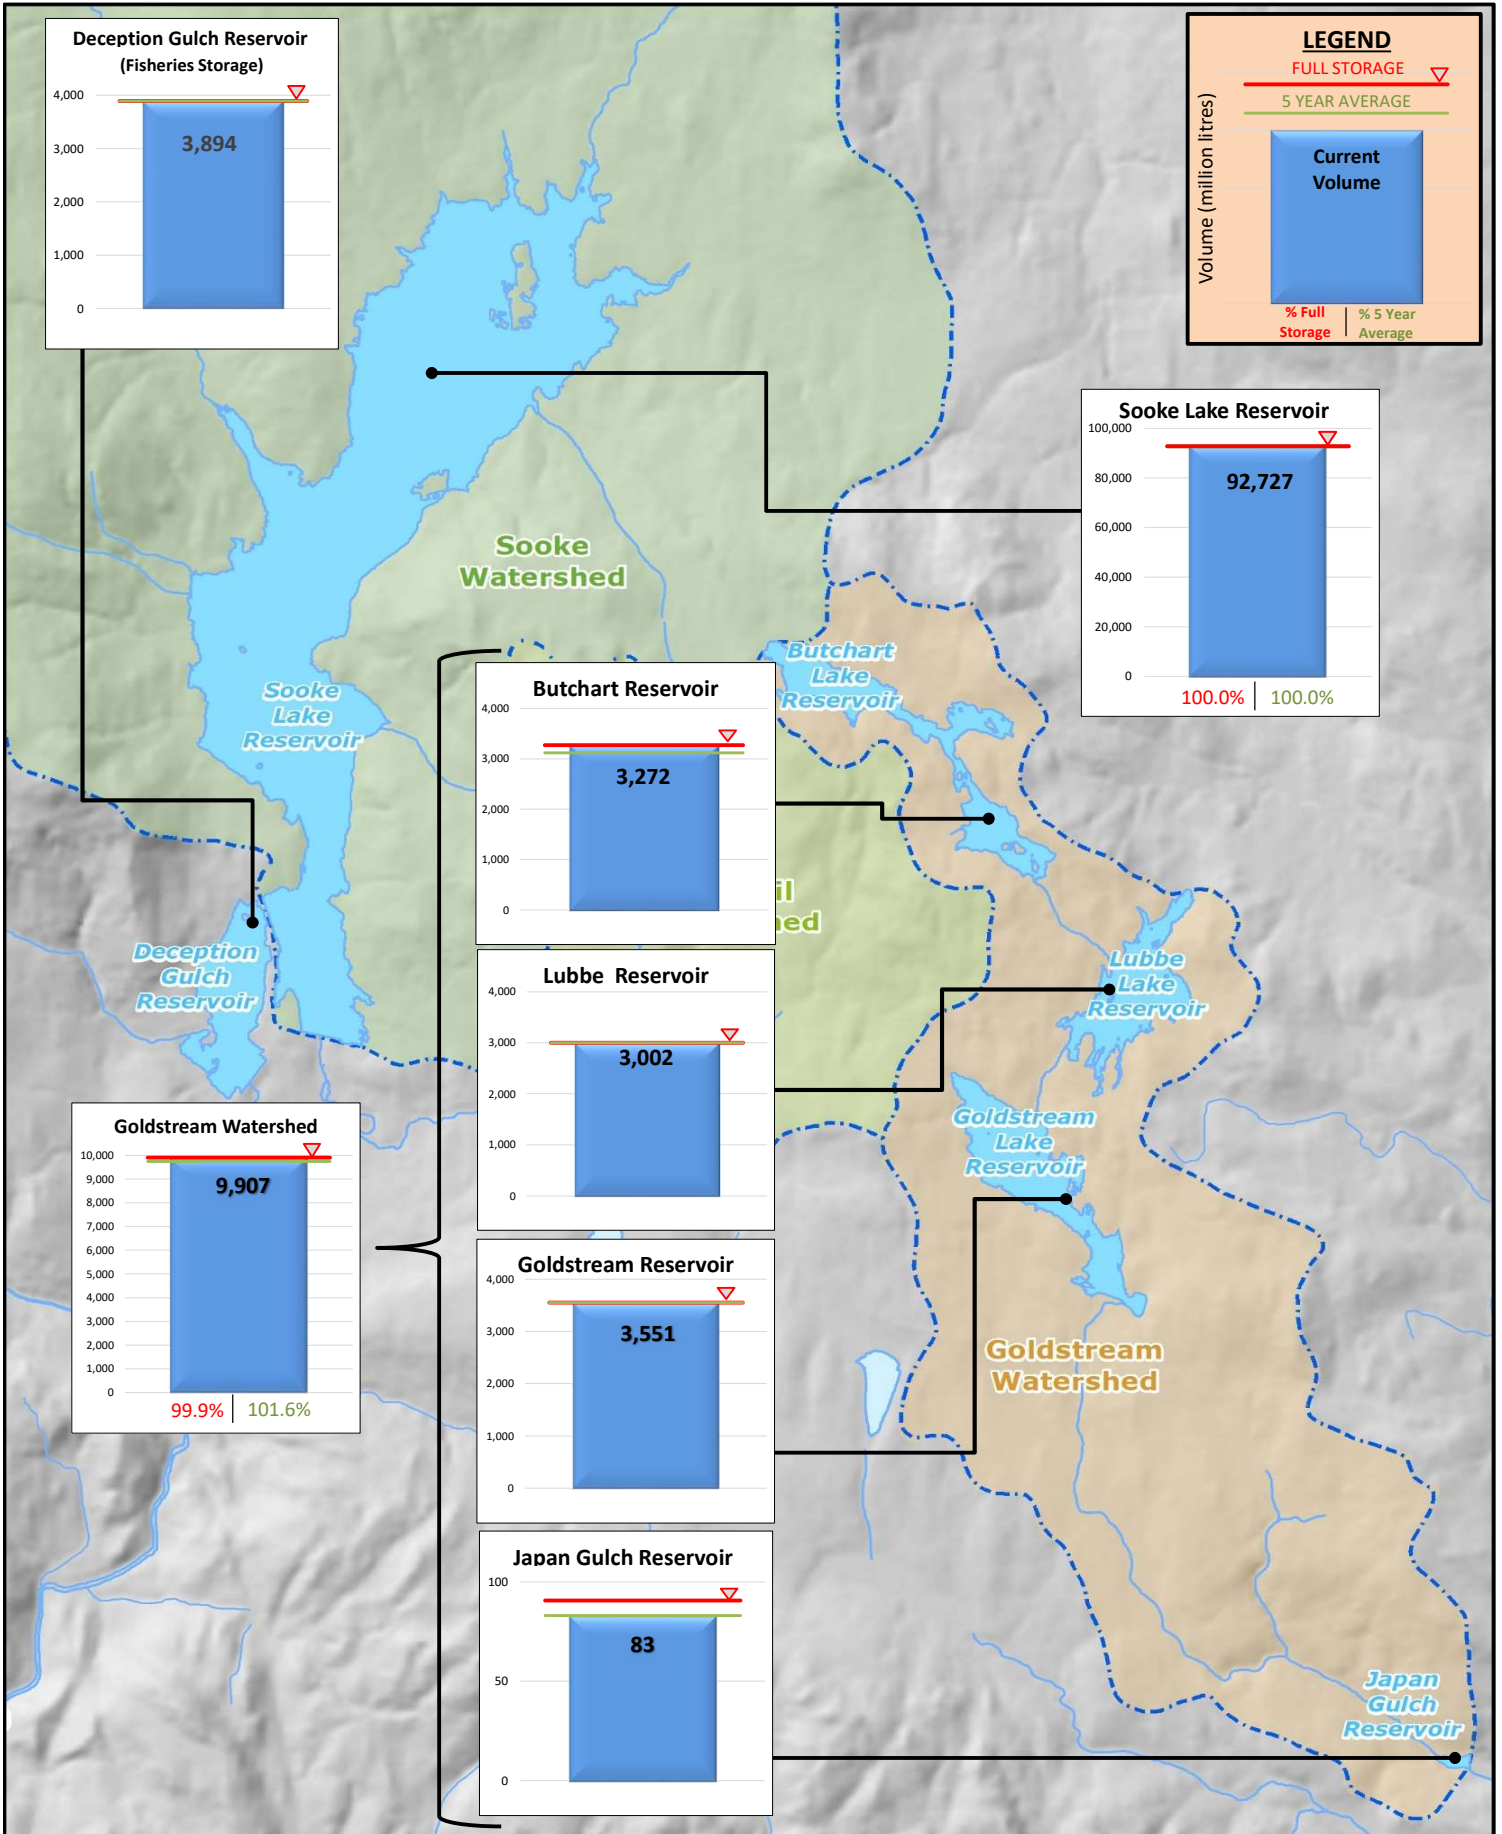 Deception Gulch Reservoir
(Fisheries Storage)
4,000
3,000
2,000
1,000
0
3,894
LEGEND
FULL STORAGE
5 YEAR AVERAGE
Volume (million litres)
Current
Volume
% Full
Storage
% 5 Year
Average
Sooke Lake Reservoir
100,000
80,000
60,000
40,000
20,000
0
92,727
100.0%
100.0%
Sooke
Watershed
Sooke
Lake
Reservoir
Butchart
Lake
Reservoir
Butchart Reservoir
4,000
3,000
2,000
1,000
0
3,272
il
ed
Deception
Gulch
Reservoir
Lubbe Reservoir
4,000
3,000
2,000
1,000
0
3,002
Lubbe
Lake
Reservoir
Goldstream Watershed
10,000
9,000
8,000
7,000
6,000
5,000
4,000
3,000
2,000
1,000
0
9,907
99.9%
101.6%
Goldstream
Lake
Reservoir
Goldstream Reservoir
4,000
3,000
2,000
1,000
0
3,551
Goldstream
Watershed
Japan Gulch Reservoir
100
50
0
83
Japan
Gulch
Reservoir